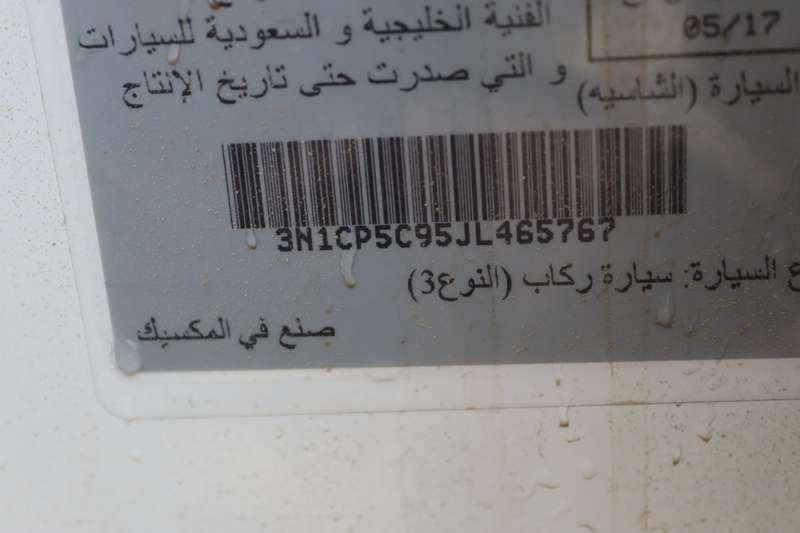 05/17
الفنية الخليجية و السعودية للسيارات
و التي صدرت حتى تاريخ الإنتاج
السيارة (الشاسيه)
3N1CP5C95JL465767
السيارة: سيارة ركاب (النوع3)
صنع في المكسيك